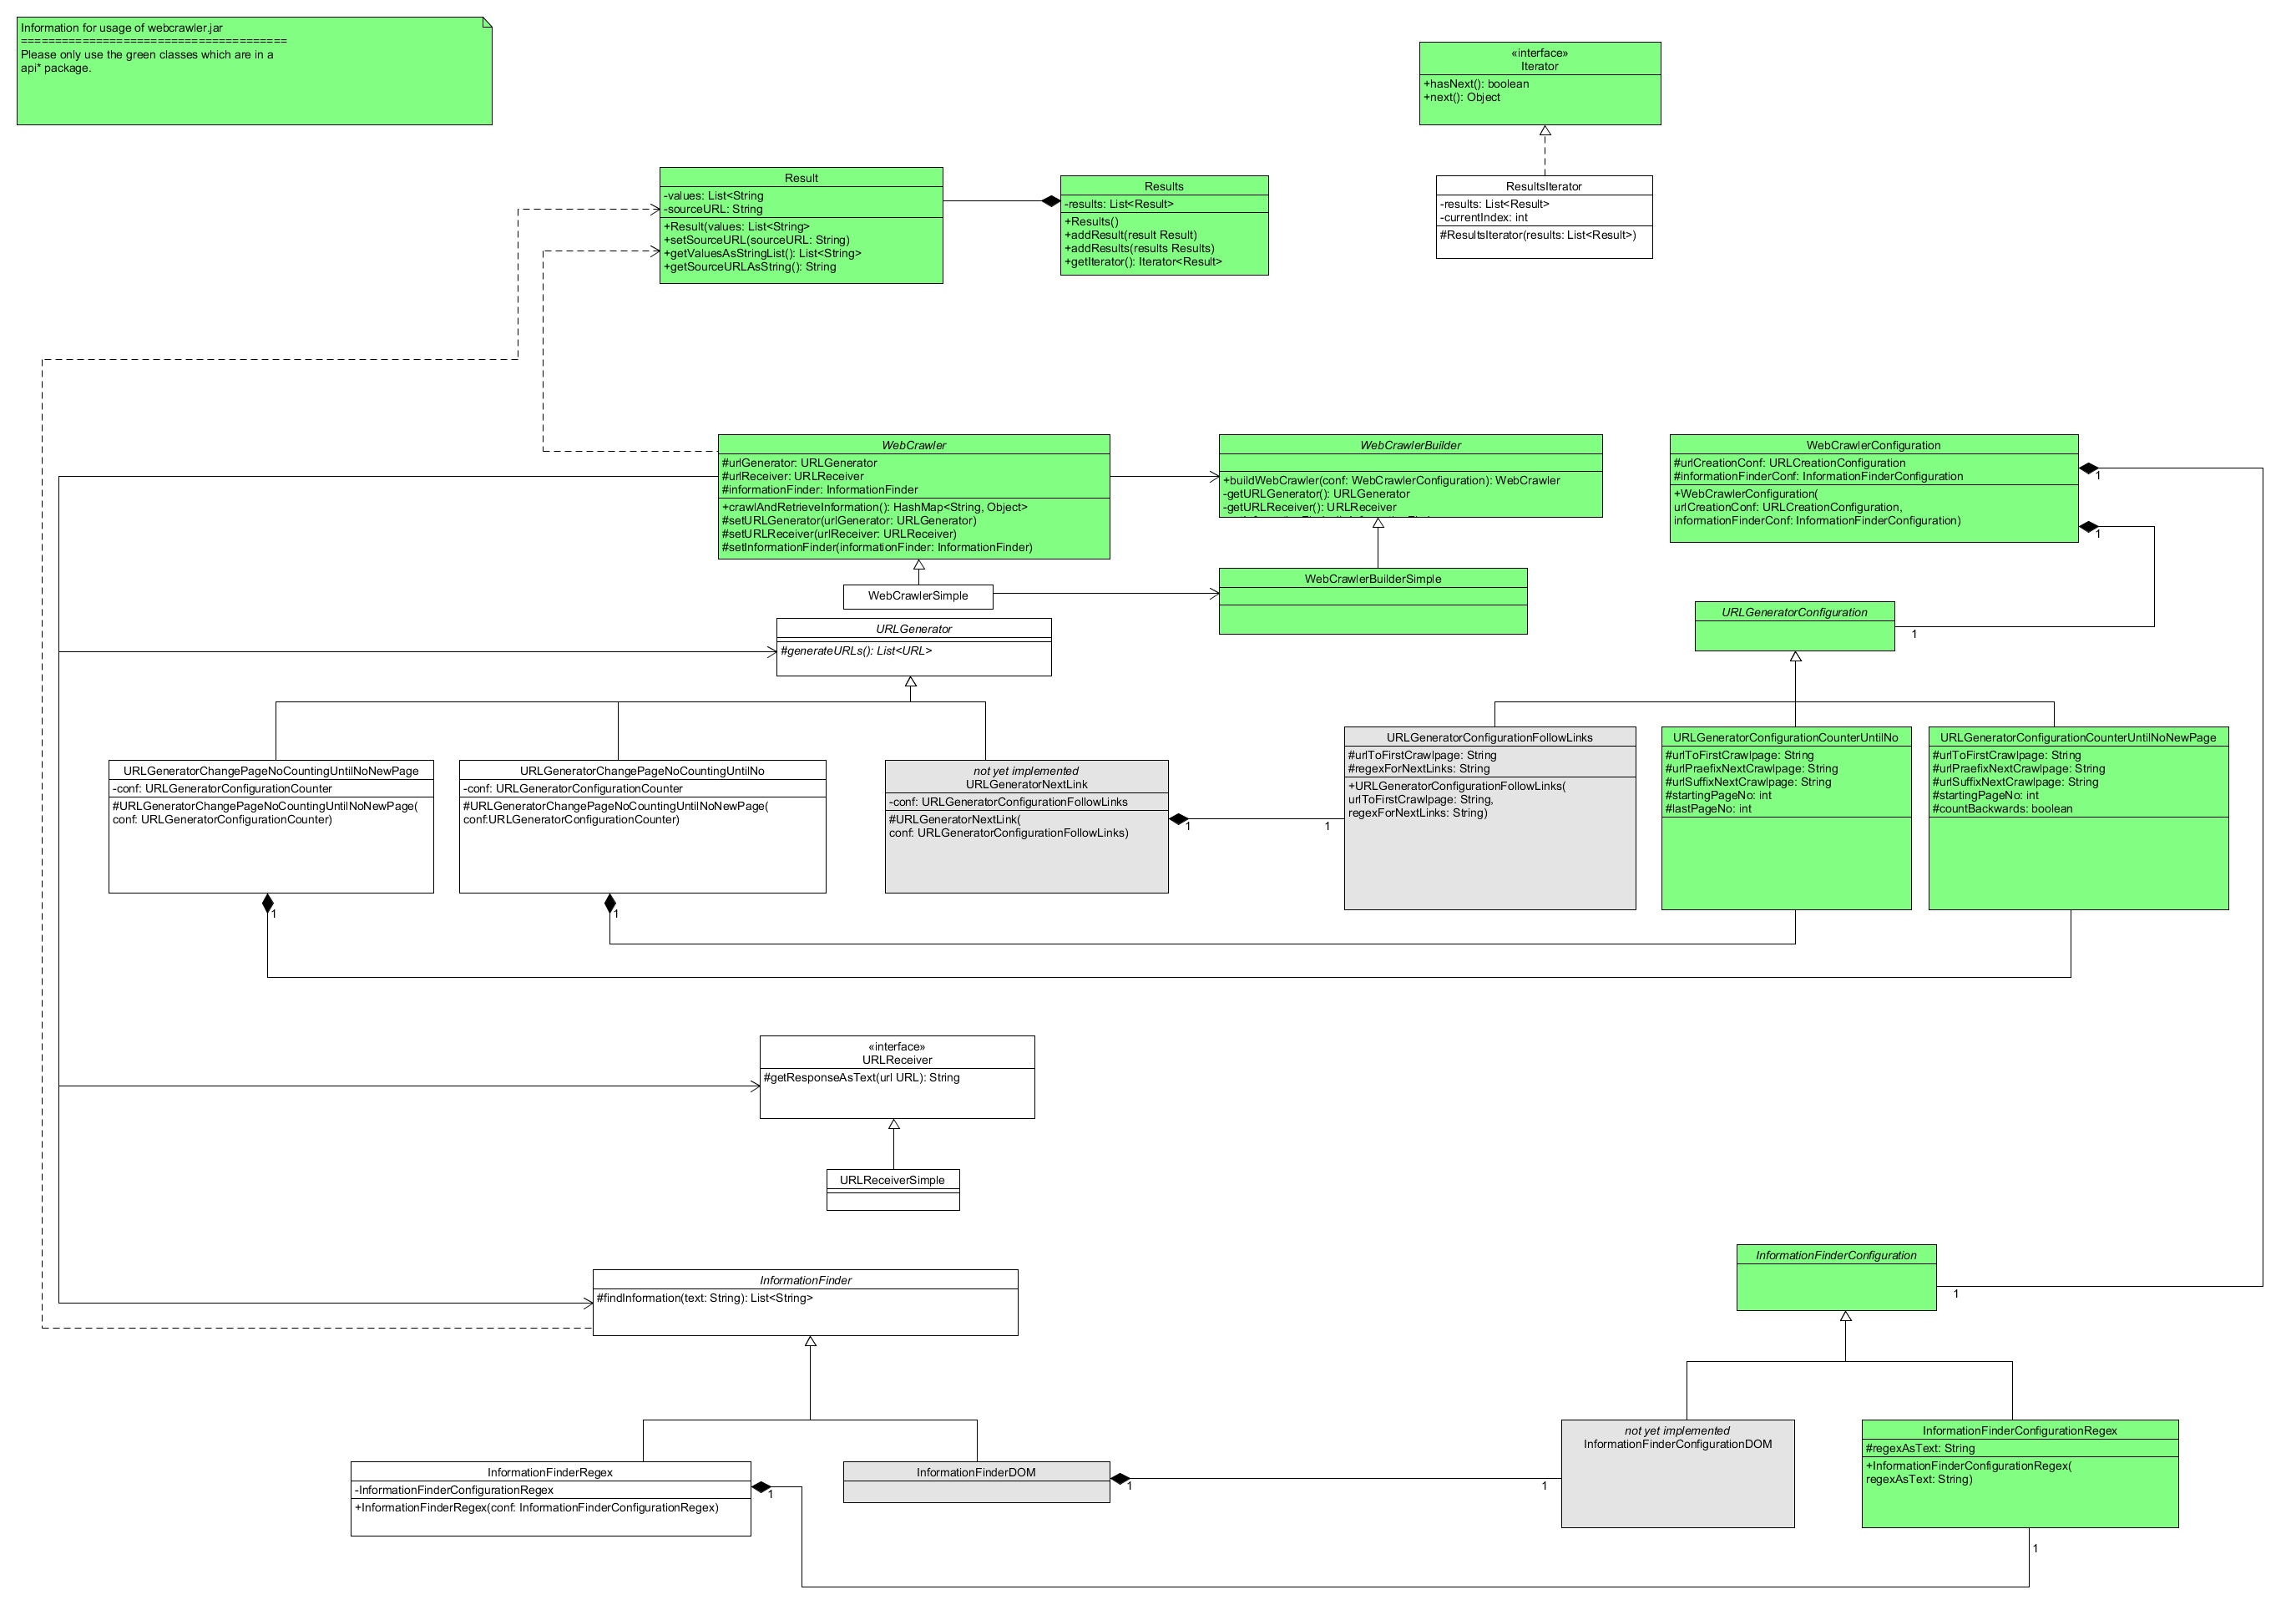 Information for usage of webcrawler.jar
=======================================
Please only use the green classes which are in a
api* package.
«interface»
Iterator
+hasNext(): boolean
+next(): Object
Result
-values: List<String
-sourceURL: String
+Result(values: List<String>
+setSourceURL(sourceURL: String)
+getValuesAsStringList(): List<String>
+getSourceURLAsString(): String
Results
-results: List<Result>
+Results()
+addResult(result Result)
+addResults(results Results)
+getIterator(): Iterator<Result>
ResultsIterator
-results: List<Result>
-currentIndex: int
#ResultsIterator(results: List<Result>)
WebCrawler
#urlGenerator: URLGenerator
#urlReceiver: URLReceiver
#informationFinder: InformationFinder
+crawlAndRetrieveInformation(): HashMap<String, Object>
#setURLGenerator(urlGenerator: URLGenerator)
#setURLReceiver(urlReceiver: URLReceiver)
#setInformationFinder(informationFinder: InformationFinder)
WebCrawlerBuilder
+buildWebCrawler(conf: WebCrawlerConfiguration): WebCrawler
-getURLGenerator(): URLGenerator
-getURLReceiver(): URLReceiver
WebCrawlerConfiguration
#urlCreationConf: URLCreationConfiguration
#informationFinderConf: InformationFinderConfiguration
+WebCrawlerConfiguration(
urlCreationConf: URLCreationConfiguration,
informationFinderConf: InformationFinderConfiguration)
1
1
WebCrawlerSimple
WebCrawlerBuilderSimple
URLGenerator
#generateURLs(): List<URL>
URLGeneratorConfiguration
1
URLGeneratorChangePageNoCountingUntilNoNewPage
-conf: URLGeneratorConfigurationCounter
#URLGeneratorChangePageNoCountingUntilNoNewPage(
conf: URLGeneratorConfigurationCounter)
1
URLGeneratorChangePageNoCountingUntilNo
-conf: URLGeneratorConfigurationCounter
#URLGeneratorChangePageNoCountingUntilNoNewPage(
conf:URLGeneratorConfigurationCounter)
1
not yet implemented
URLGeneratorNextLink
-conf: URLGeneratorConfigurationFollowLinks
#URLGeneratorNextLink(
conf: URLGeneratorConfigurationFollowLinks)
1
1
URLGeneratorConfigurationFollowLinks
#urlToFirstCrawlpage: String
#regexForNextLinks: String
+URLGeneratorConfigurationFollowLinks(
urlToFirstCrawlpage: String,
regexForNextLinks: String)
URLGeneratorConfigurationCounterUntilNo
#urlToFirstCrawlpage: String
#urlPraefixNextCrawlpage: String
#urlSuffixNextCrawlpage: String
#startingPageNo: int
#lastPageNo: int
URLGeneratorConfigurationCounterUntilNoNewPage
#urlToFirstCrawlpage: String
#urlPraefixNextCrawlpage: String
#urlSuffixNextCrawlpage: String
#startingPageNo: int
#countBackwards: boolean
«interface»
URLReceiver
#getResponseAsText(url URL): String
URLReceiverSimple
InformationFinder
#findInformation(text: String): List<String>
InformationFinderConfiguration
1
InformationFinderRegex
-InformationFinderConfigurationRegex
+InformationFinderRegex(conf: InformationFinderConfigurationRegex)
1
InformationFinderDOM
1
1
not yet implemented
InformationFinderConfigurationDOM
InformationFinderConfigurationRegex
#regexAsText: String
+InformationFinderConfigurationRegex(
regexAsText: String)
1